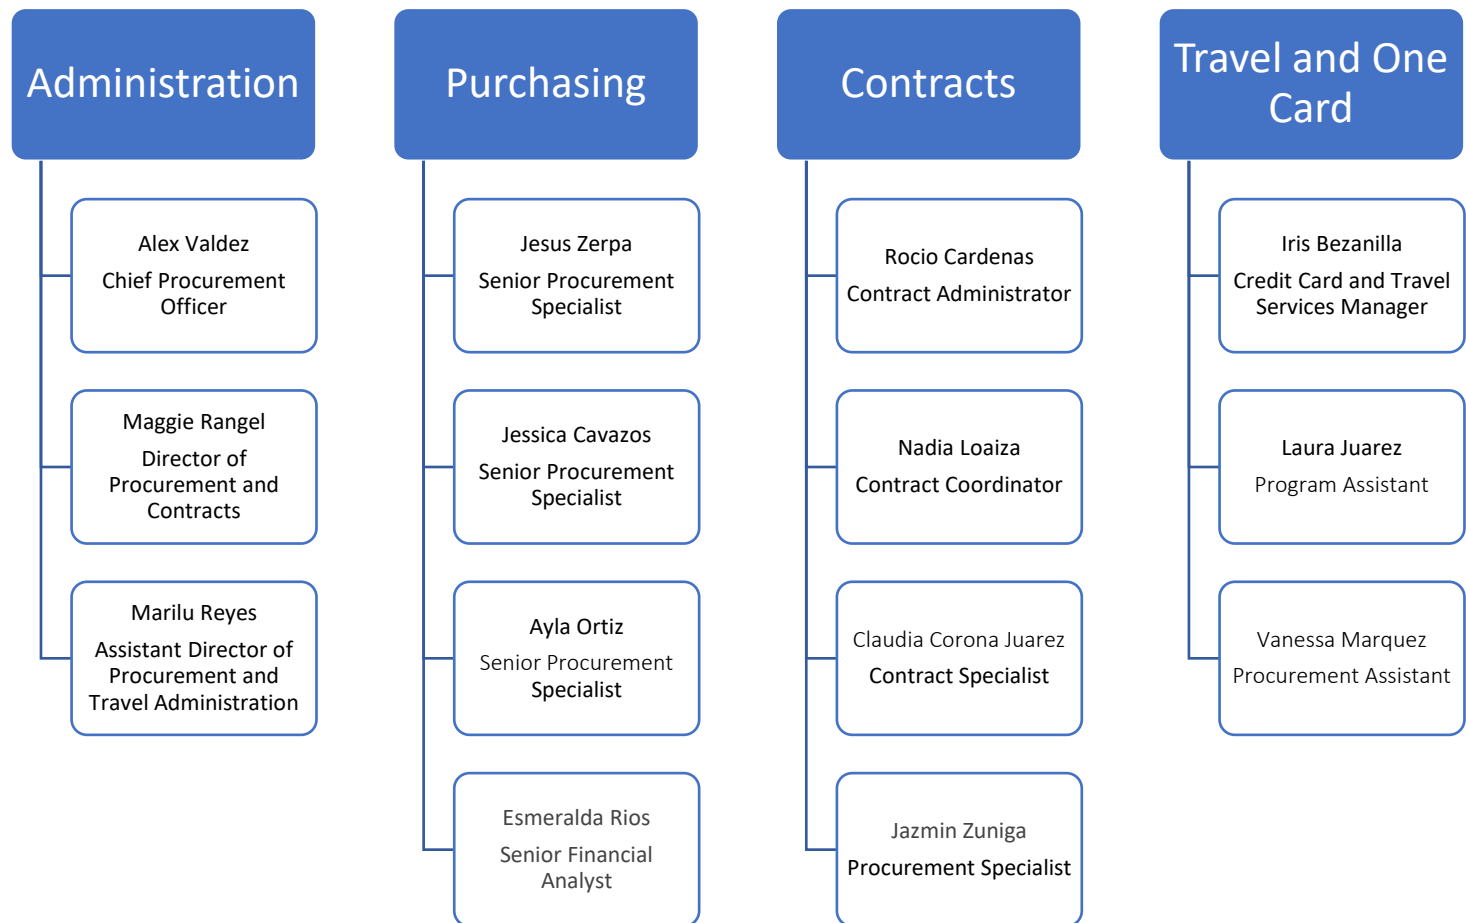 Administration
Alex Valdez
Chief Procurement
Officer
Maggie Rangel
Director of
Procurement and
Contracts
Marilu Reyes
Assistant Director of
Procurement and
Travel Administration
Purchasing
Jesus Zerpa
Senior Procurement
Specialist
Jessica Cavazos
Senior Procurement
Specialist
Ayla Ortiz
Senior Procurement
Specialist
Esmeralda Rios
Senior Financial
Analyst
Contracts
Rocio Cardenas
Contract Administrator
Nadia Loaiza
Contract Coordinator
Claudia Corona Juarez
Contract Specialist
Jazmin Zuniga
Procurement Specialist
Travel and One
Card
Iris Bezanilla
Credit Card and Travel
Services Manager
Laura Juarez
Program Assistant
Vanessa Marquez
Procurement Assistant